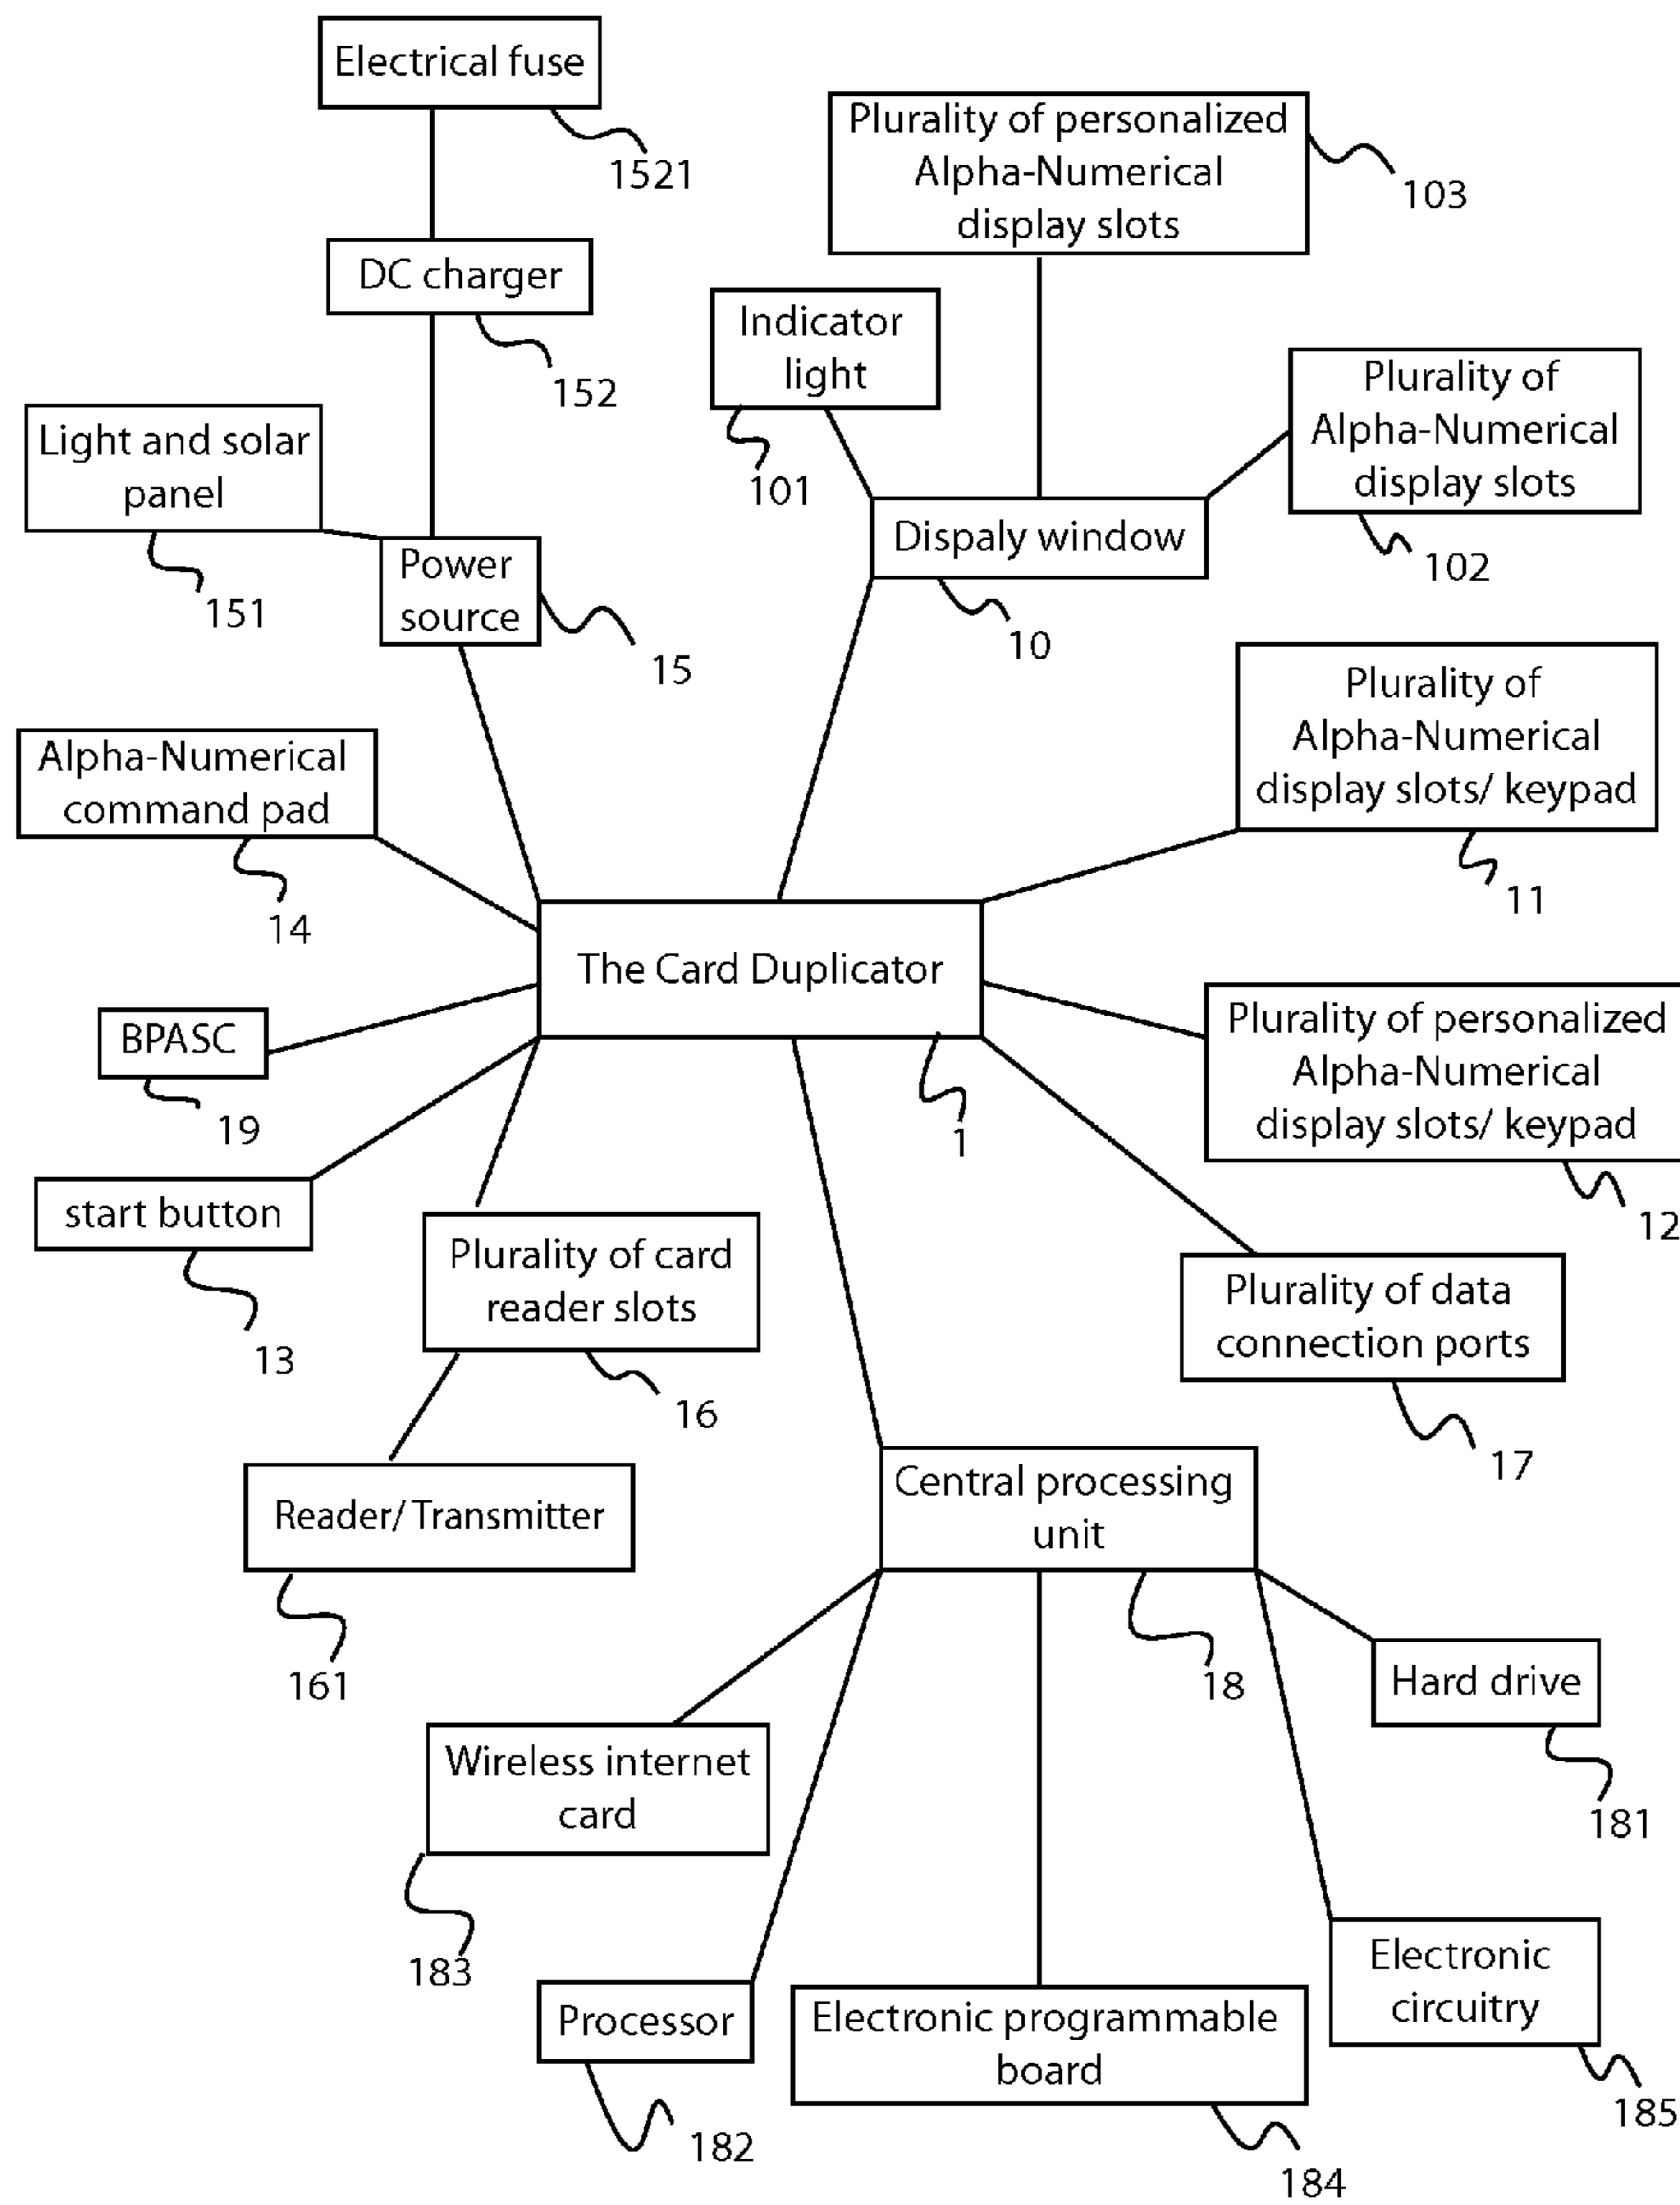 Electrical fuse
1521
Plurality of personalized
Alpha-Numerical
display slots
103
DC charger
152
Indicator
light
101
Plurality of
Alpha-Numerical
display slots
102
Light and solar
panel
151
Dispaly window
10
Power
source
15
Plurality of
Alpha-Numerical
display slots/ keypad
11
Alpha-Numerical
command pad
14
The Card Duplicator
1
Plurality of personalized
Alpha-Numerical
display slots/ keypad
12
BPASC
19
start button
13
Plurality of card
reader slots
16
Plurality of data
connection ports
17
Reader/ Transmitter
161
Central processing
unit
18
Hard drive
181
Wireless internet
card
183
Electronic
circuitry
185
Processor
182
Electronic programmable
board
184